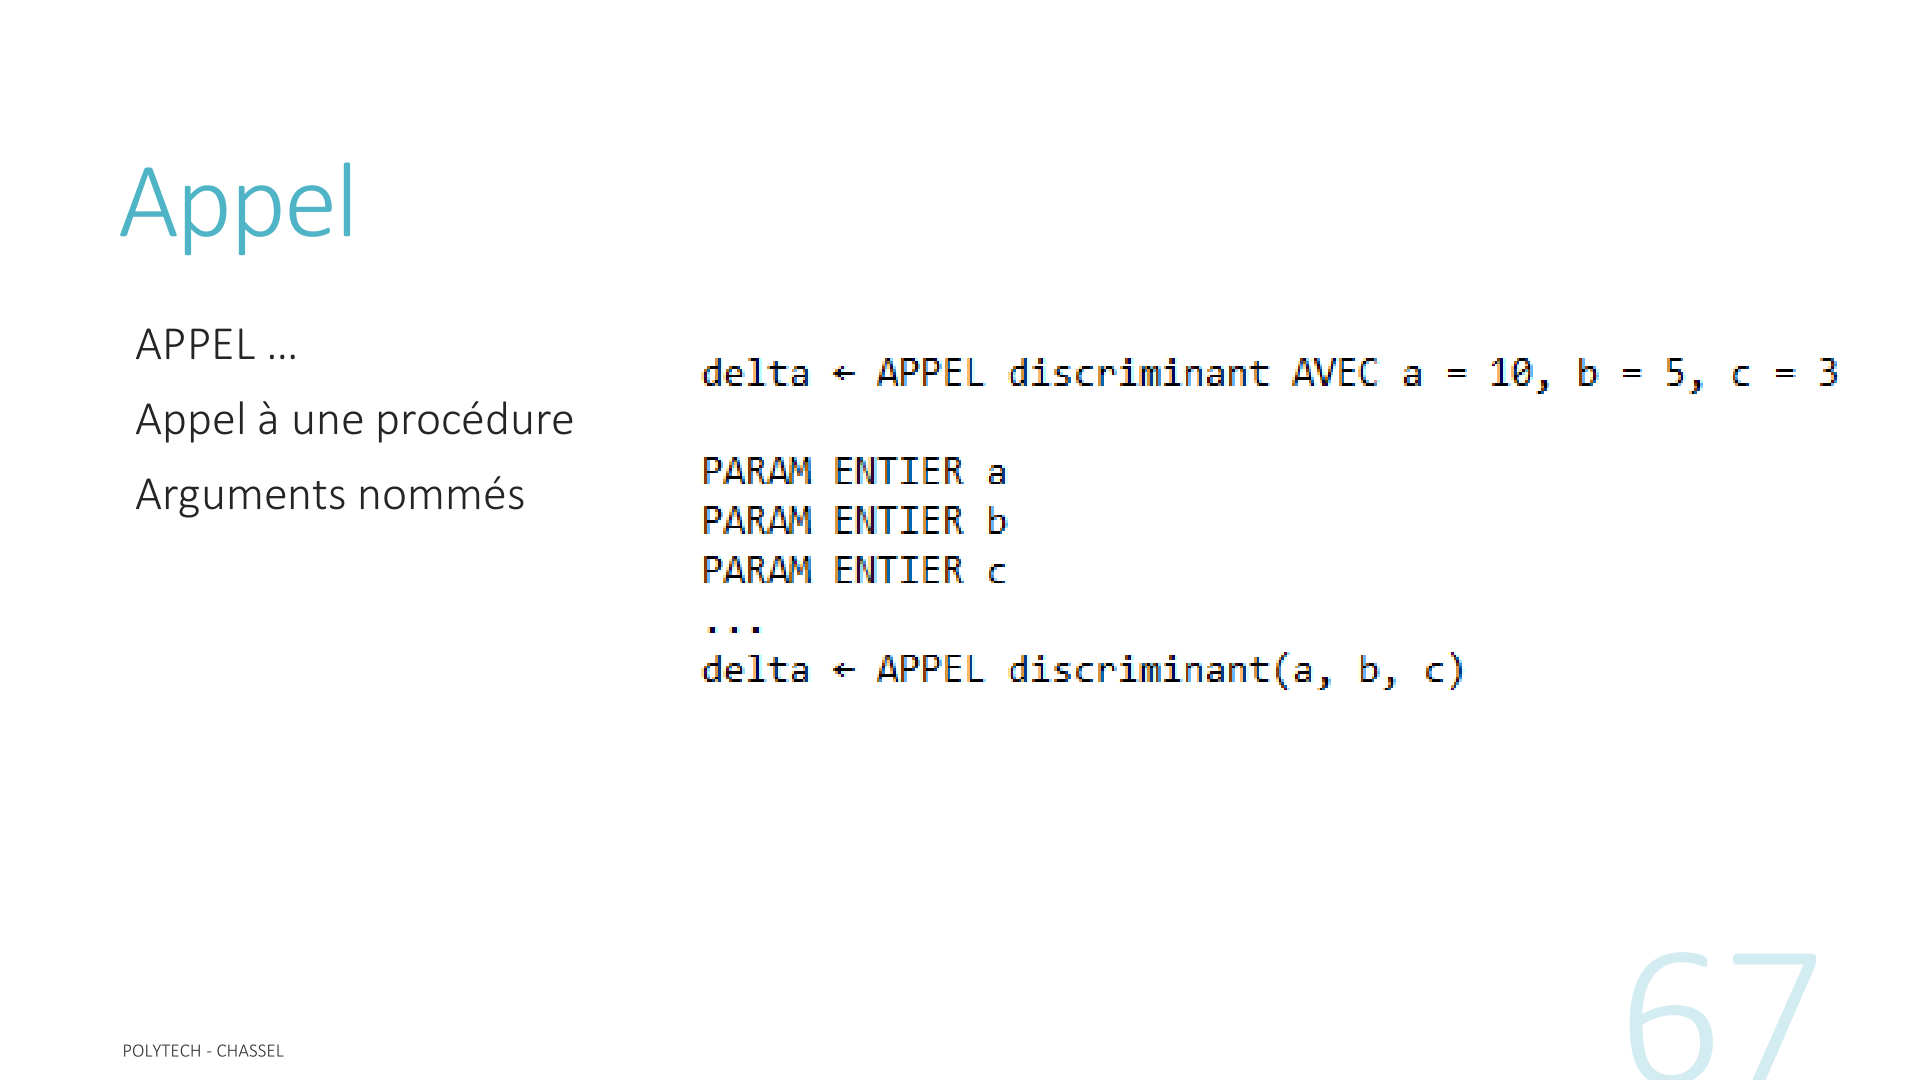 Appel
APPEL …
Appel à une procédure
Arguments nommés
delta ← APPEL discriminant AVEC a = 10, b = 5, c = 3
PARAM ENTIER a
PARAM ENTIER b
PARAM ENTIER c
...
delta ← APPEL discriminant(a, b, c)
POLYTECH - CHASSEL
67